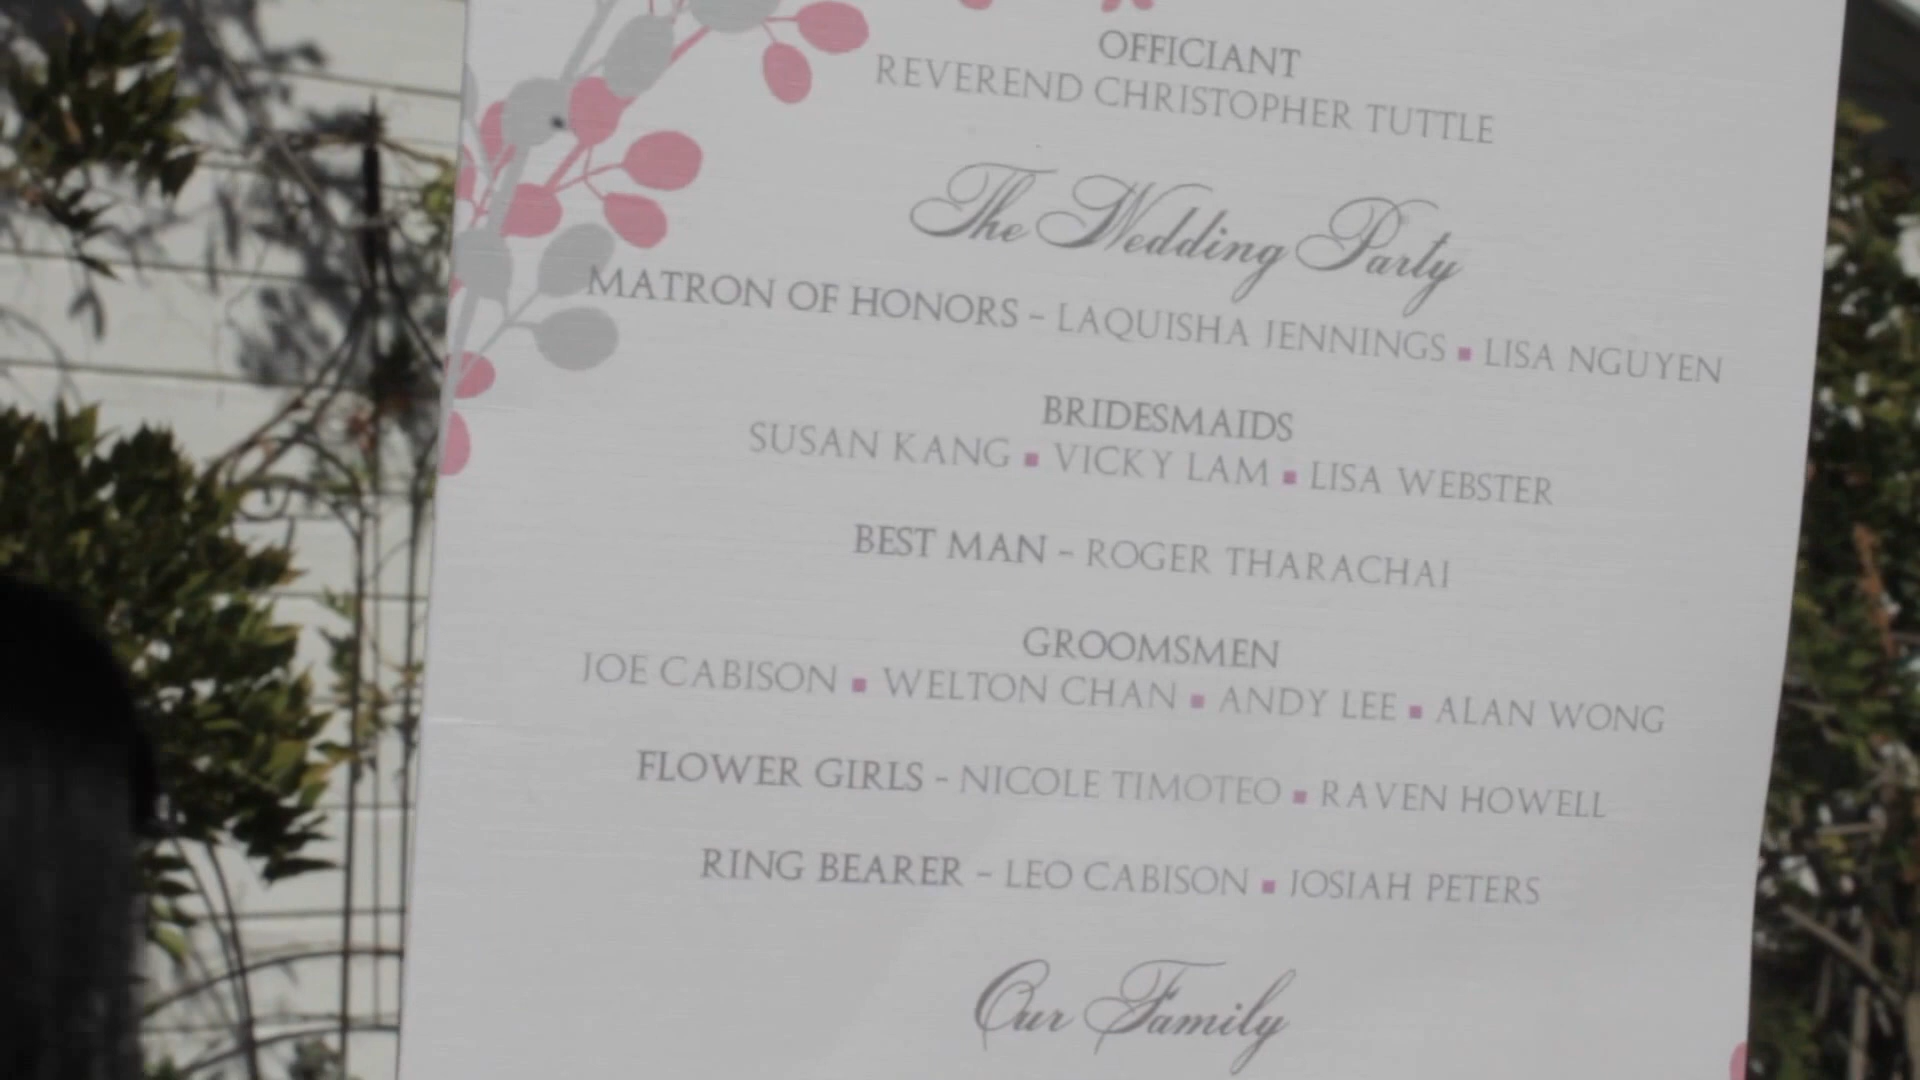 OFFICIANT
REVEREND CHRISTOPHER TUTTLE
The Wedding Party
MATRON OF HONORS - LAQUISHA JENNINGS ▪ LISA NGUYEN
BRIDESMAIDS
SUSAN KANG ▪ VICKY LAM ▪ LISA WEBSTER
BEST MAN - ROGER THARACHAI
GROOMSMEN
JOE CABISON ▪ WELTON CHAN ▪ ANDY LEE ▪ ALAN WONG
FLOWER GIRLS - NICOLE TIMOTEO ▪ RAVEN HOWELL
RING BEARER - LEO CABISON ▪ JOSIAH PETERS
Our Family